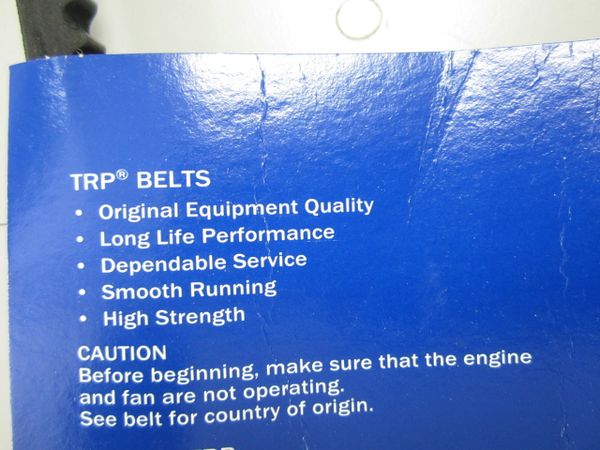 TRP® BELTS
• Original Equipment Quality
• Long Life Performance
• Dependable Service
• Smooth Running
• High Strength
CAUTION
Before beginning, make sure that the engine
and fan are not operating.
See belt for country of origin.